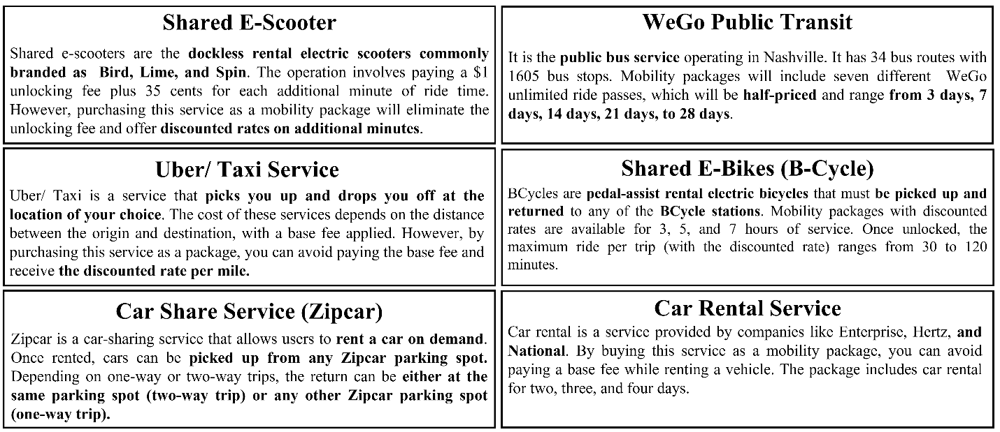 Shared E-Scooter
Shared e-scooters are the dockless rental electric scooters commonly
branded as Bird, Lime, and Spin. The operation involves paying a $1
unlocking fee plus 35 cents for each additional minute of ride time.
However, purchasing this service as a mobility package will eliminate the
unlocking fee and offer discounted rates on additional minutes.
WeGo Public Transit
It is the public bus service operating in Nashville. It has 34 bus routes with
1605 bus stops. Mobility packages will include seven different WeGo
unlimited ride passes, which will be half-priced and range from 3 days, 7
days, 14 days, 21 days, to 28 days.
Uber/ Taxi Service
Uber/ Taxi is a service that picks you up and drops you off at the
location of your choice. The cost of these services depends on the distance
between the origin and destination, with a base fee applied. However, by
purchasing this service as a package, you can avoid paying the base fee and
receive the discounted rate per mile.
Shared E-Bikes (B-Cycle)
BCycles are pedal-assist rental electric bicycles that must be picked up and
returned to any of the BCycle stations. Mobility packages with discounted
rates are available for 3, 5, and 7 hours of service. Once unlocked, the
maximum ride per trip (with the discounted rate) ranges from 30 to 120
minutes.
Car Share Service (Zipcar)
Zipcar is a car-sharing service that allows users to rent a car on demand.
Once rented, cars can be picked up from any Zipcar parking spot.
Depending on one-way or two-way trips, the return can be either at the
same parking spot (two-way trip) or any other Zipcar parking spot
(one-way trip).
Car Rental Service
Car rental is a service provided by companies like Enterprise, Hertz, and
National. By buying this service as a mobility package, you can avoid
paying a base fee while renting a vehicle. The package includes car rental
for two, three, and four days.